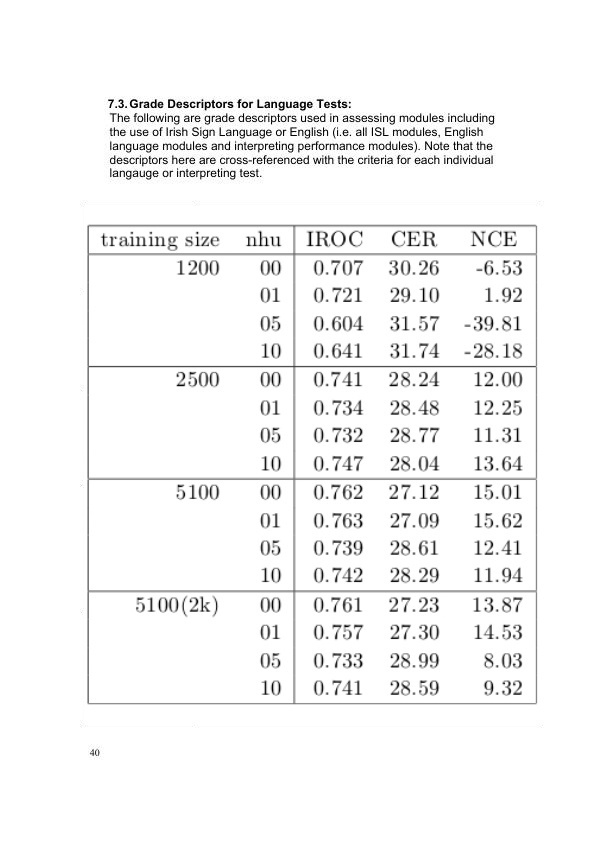 7.3. Grade Descriptors for Language Tests:
The following are grade descriptors used in assessing modules including
the use of Irish Sign Language or English (i.e. all ISL modules, English
language modules and interpreting performance modules). Note that the
descriptors here are cross-referenced with the criteria for each individual
langauge or interpreting test.
training size nhu IROC CER NCE
1200 00 0.707 30.26 -6.53
01 0.721 29.10 1.92
05 0.604 31.57 -39.81
10 0.641 31.74 -28.18
2500 00 0.741 28.24 12.00
01 0.734 28.48 12.25
05 0.732 28.77 11.31
10 0.747 28.04 13.64
5100 00 0.762 27.12 15.01
01 0.763 27.09 15.62
05 0.739 28.61 12.41
10 0.742 28.29 11.94
5100(2k) 00 0.761 27.23 13.87
01 0.757 27.30 14.53
05 0.733 28.99 8.03
10 0.741 28.59 9.32
40